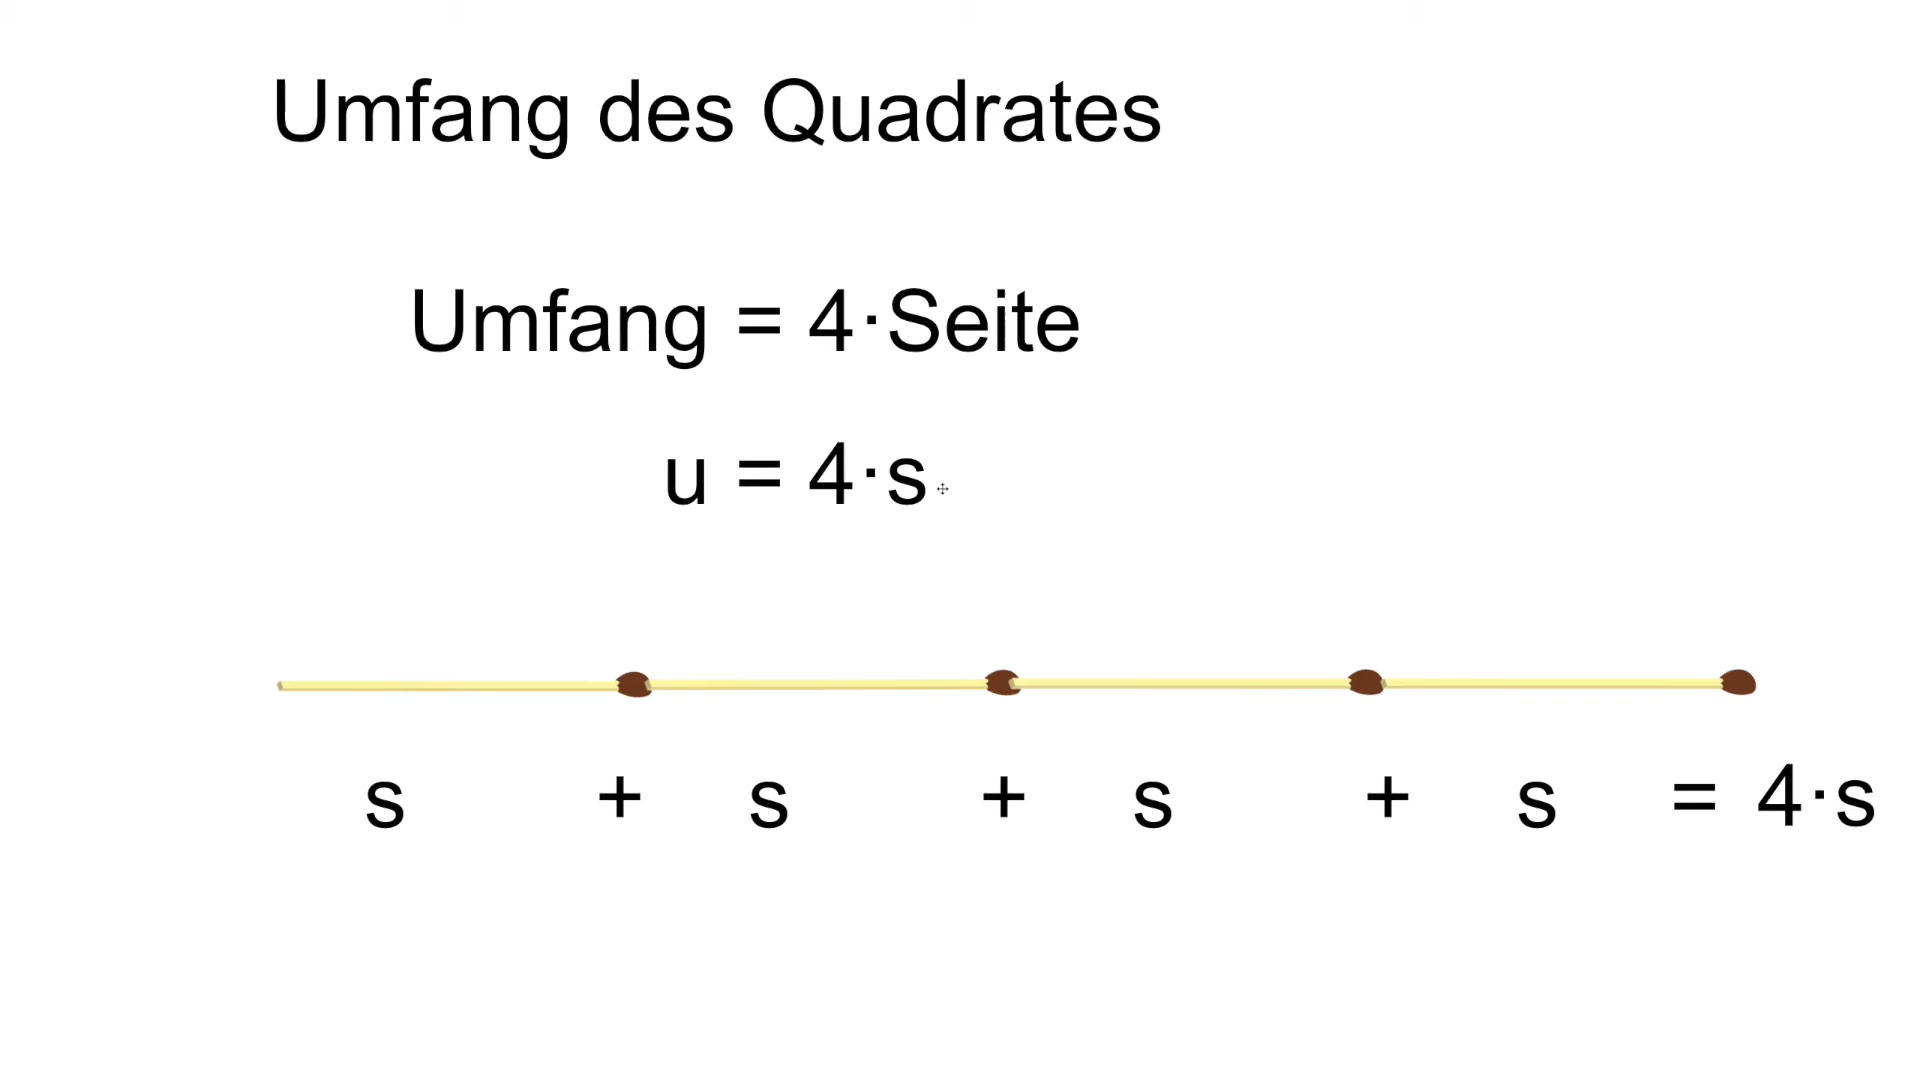 Umfang des Quadrates
Umfang = 4·Seite
u = 4·s
s + s + s + s = 4·s